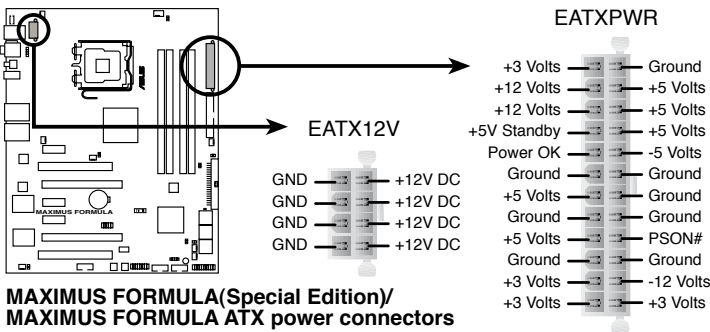 EATXPWR
+3 Volts Ground
+12 Volts +5 Volts
+12 Volts +5 Volts
+5V Standby +5 Volts
Power OK -5 Volts
Ground Ground
+5 Volts Ground
Ground Ground
+5 Volts PSON#
Ground Ground
+3 Volts -12 Volts
+3 Volts +3 Volts
EATX12V
GND +12V DC
GND +12V DC
GND +12V DC
GND +12V DC
ASUS
MAXIMUS FORMULA
MAXIMUS FORMULA(Special Edition)/
MAXIMUS FORMULA ATX power connectors